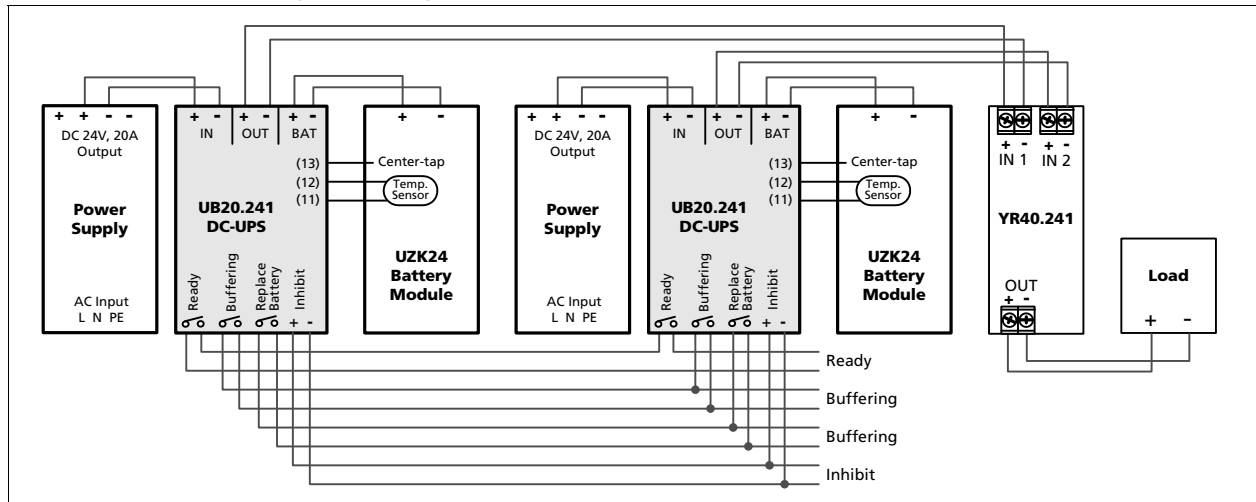 + + - -
DC 24V, 20A
Output
Power
Supply
AC Input
L N PE
+ - + - + -
IN OUT BAT
(13)
(12)
(11)
UB20.241
DC-UPS
Ready
Buffering
Replace
Battery
Inhibit
+ -
+ -
Center-tap
Temp.
Sensor
UZK24
Battery
Module
+ + - -
DC 24V, 20A
Output
Power
Supply
AC Input
L N PE
+ - + - + -
IN OUT BAT
(13)
(12)
(11)
UB20.241
DC-UPS
Ready
Buffering
Replace
Battery
Inhibit
+ -
+ -
Center-tap
Temp.
Sensor
UZK24
Battery
Module
+ - + -
IN 1 IN 2
YR40.241
OUT
+ -
Load
+ -
Ready
Buffering
Buffering
Inhibit